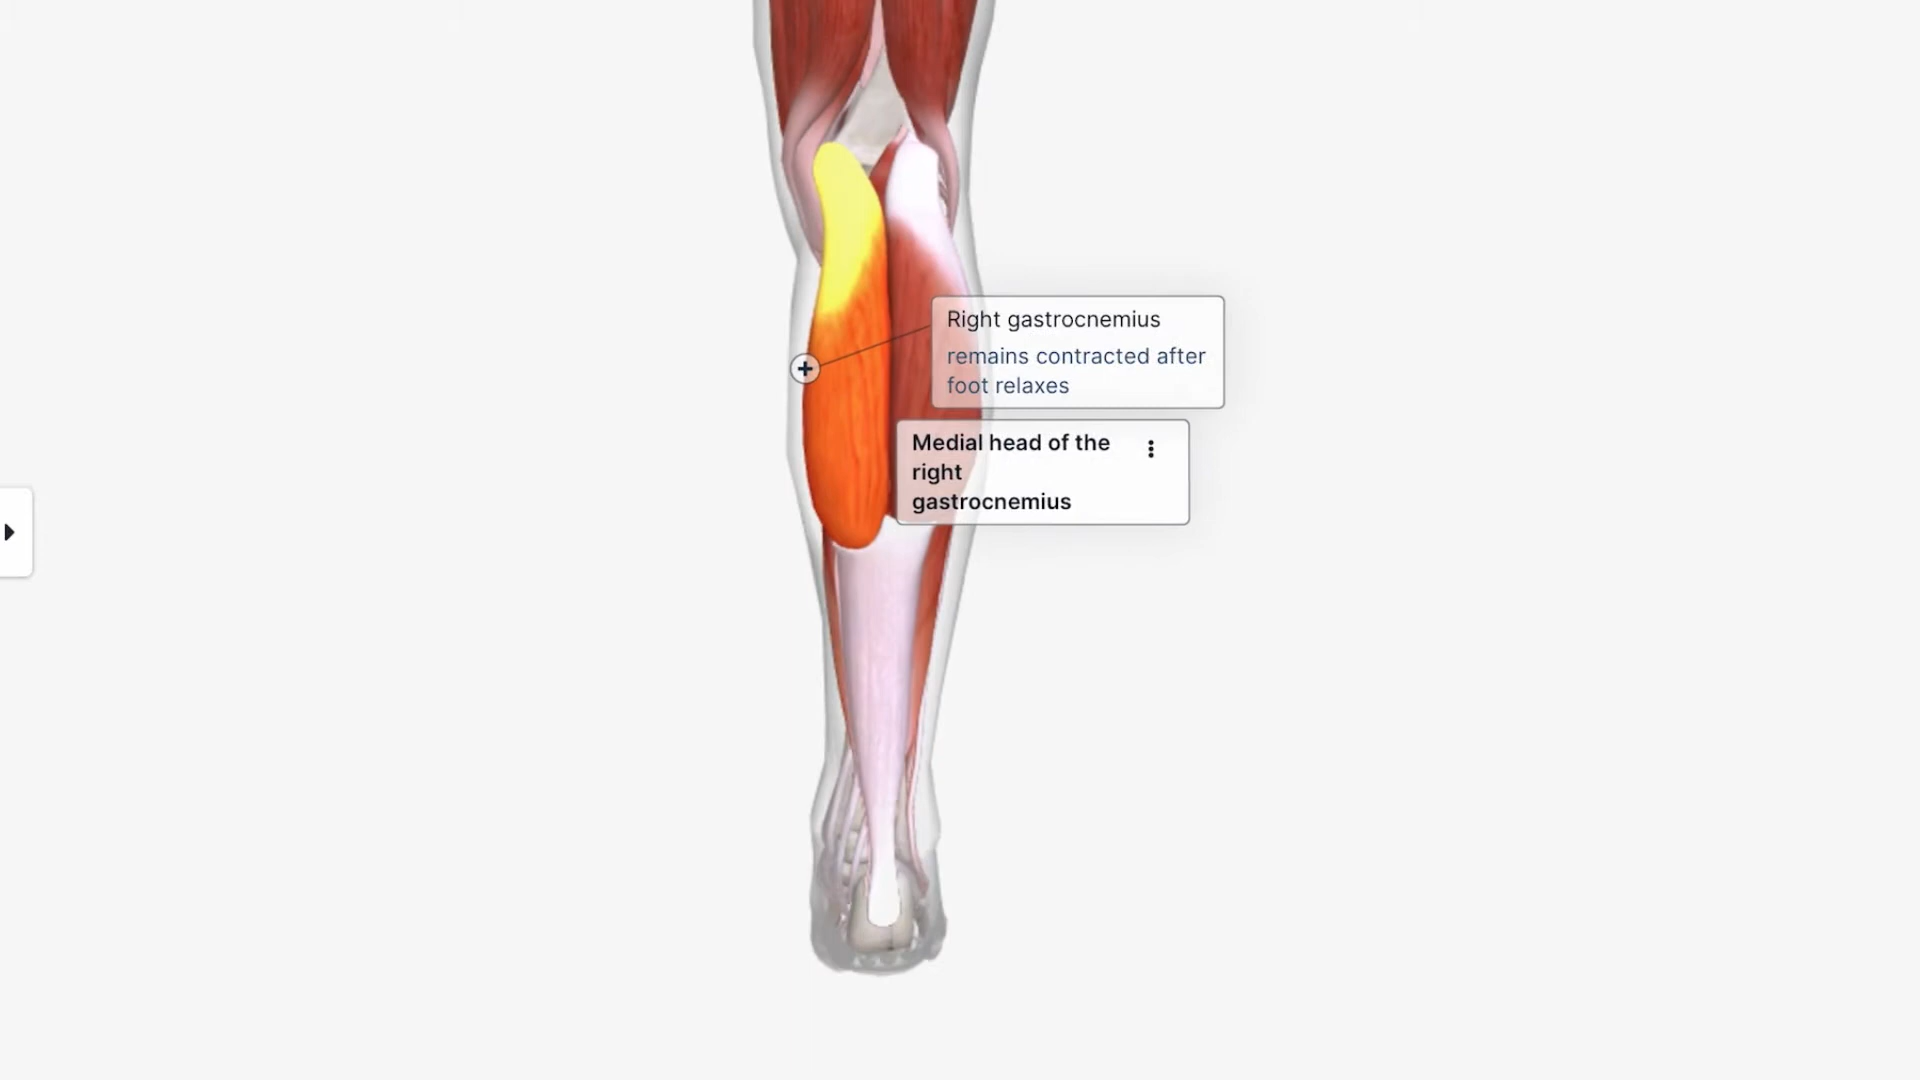 Right gastrocnemius
remains contracted after
foot relaxes
Medial head of the
right
gastrocnemius